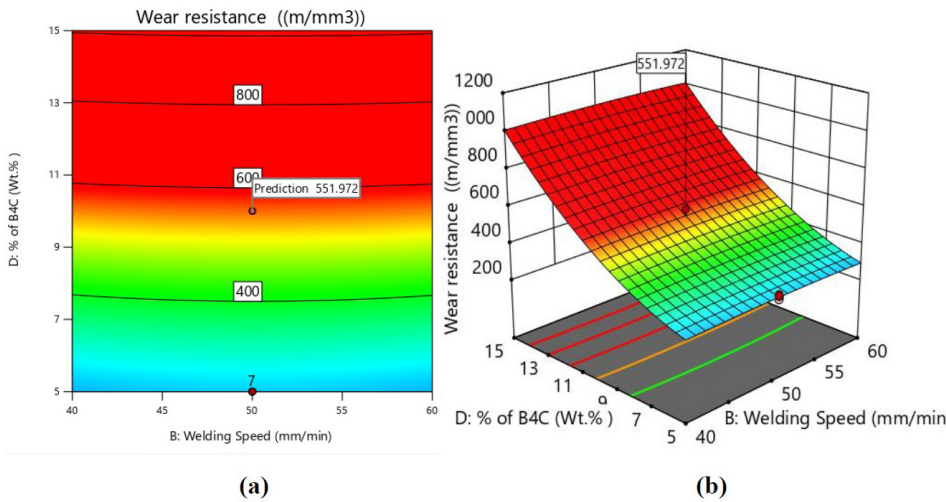 (a)
Wear resistance ((m/mm3))
15
13
11
9
7
5
D: % of B4C (Wt.% )
800
600
Prediction 551.972
400
7
40
45
50
55
60
B: Welding Speed (mm/min)
(a)
551.972
1200
000
800
600
400
200
Wear resistance ((m/mm3))
15
13
11
9
7
5
D: % of B4C (Wt.% )
40
50
55
60
B: Welding Speed (mm/min
(b)
(b)